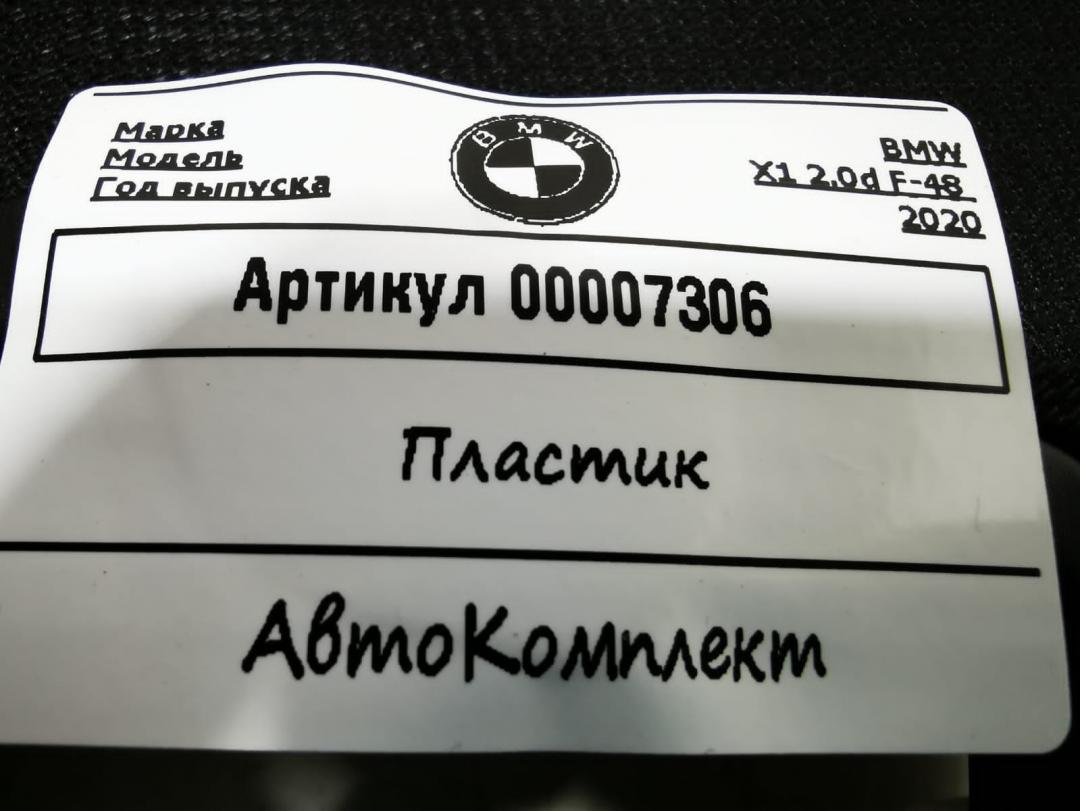 Марка BMW
Модель X1 2.0d F-48
Год выпуска 2020
BMW
Артикул 00007306
Пластик
АвтоКомплект